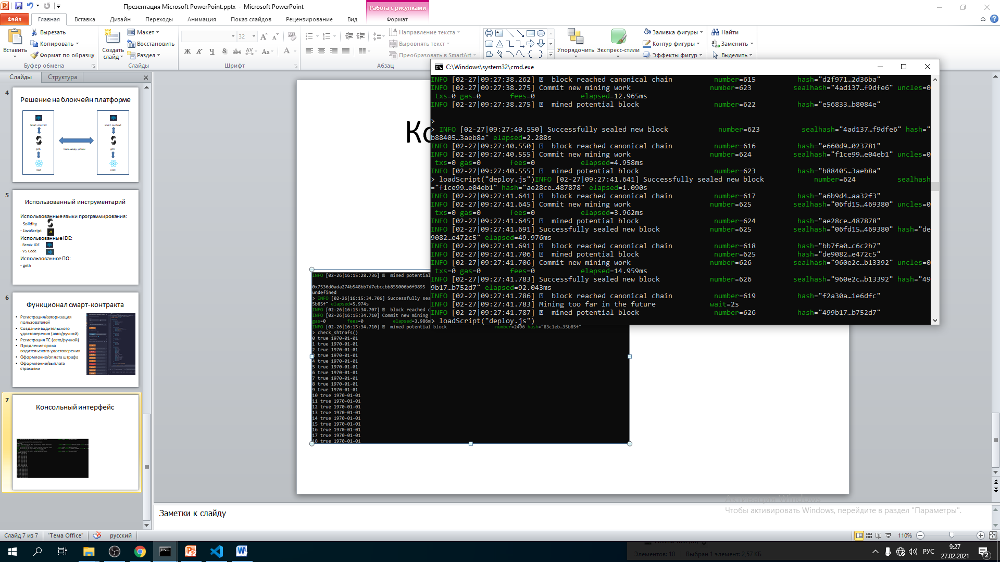 Презентация Microsoft PowerPoint.pptx - Microsoft PowerPoint
Работа с рисунками
Файл Главная Вставка Дизайн Переходы Анимация Показ слайдов Рецензирование Вид Формат
Вставить
Вырезать
Копировать
Формат по образцу
Буфер обмена
Создать слайд
Макет
Восстановить
Раздел
Слайды
32
Шрифт
Направление текста
Выровнять текст
Преобразовать в SmartArt
Абзац
Упорядочить
Экспресс-стили
Заливка фигуры
Контур фигуры
Эффекты фигур
Найти
Заменить
Выделить
Слайды Структура
4
Решение на блокчейн платформе
Smart-contract Smart-contract
geth geth
react react
5
Использованный инструментарий
Использованные языки программирования:
- Solidity
- JavaScript
Использованные IDE:
- Remix IDE
- VS Code
Использованное ПО:
- geth
6
Функционал смарт-контракта
• Регистрация/авторизация
пользователей
• Создание водительского
удостоверения (авто/ручной)
• Регистрация ТС (авто/ручной)
• Продление срока
водительского удостоверения
• Оформление/оплата штрафа
• Оформление/выплата
страховки
7
Консольный интерфейс
Ко
C:\Windows\system32\cmd.exe
INFO [02-27|09:27:38.262] block reached canonical chain number=615 hash="d2f971…2d36ba"
INFO [02-27|09:27:38.275] Commit new mining work number=623 sealhash="4ad137…f9dfe6" uncles=0
txs=0 gas=0 fees=0 elapsed=12.965ms
INFO [02-27|09:27:38.275] mined potential block number=622 hash="e56833…b8084e"
>
> INFO [02-27|09:27:40.550] Successfully sealed new block number=623 sealhash="4ad137…f9dfe6" hash="
b88405…3aeb8a" elapsed=2.288s
INFO [02-27|09:27:40.550] block reached canonical chain number=616 hash="e660d9…023781"
INFO [02-27|09:27:40.555] Commit new mining work number=624 sealhash="f1ce99…e04eb1" uncles=0
txs=0 gas=0 fees=0 elapsed=4.958ms
INFO [02-27|09:27:40.555] mined potential block number=623 hash="b88405…3aeb8a"
> loadScript("deploy.js")INFO [02-27|09:27:41.641] Successfully sealed new block number=624 sealhash
="f1ce99…e04eb1" hash="ae28ce…487878" elapsed=1.090s
INFO [02-27|09:27:41.641] block reached canonical chain number=617 hash="a6b9d4…aa32f3"
INFO [02-27|09:27:41.645] Commit new mining work number=625 sealhash="06fd15…469380" uncles=0
txs=0 gas=0 fees=0 elapsed=3.962ms
INFO [02-27|09:27:41.645] mined potential block number=624 hash="ae28ce…487878"
INFO [02-27|09:27:41.691] Successfully sealed new block number=625 sealhash="06fd15…469380" hash="de
9082…e472c5" elapsed=49.976ms
INFO [02-27|09:27:41.691] block reached canonical chain number=618 hash="bb7fa0…c6c2b7"
INFO [02-27|09:27:41.706] mined potential block number=625 hash="de9082…e472c5"
INFO [02-27|09:27:41.706] Commit new mining work number=626 sealhash="960e2c…b13392" uncles=0
txs=0 gas=0 fees=0 elapsed=14.959ms
INFO [02-27|09:27:41.783] Successfully sealed new block number=626 sealhash="960e2c…b13392" hash="49
9b17…b752d7" elapsed=92.043ms
INFO [02-27|09:27:41.786] block reached canonical chain number=619 hash="f2a30a…1e6dfc"
INFO [02-27|09:27:41.783] Mining too far in the future wait=2s
INFO [02-27|09:27:41.787] mined potential block number=626 hash="499b17…b752d7"
> loadScript("deploy.js")
INFO [02-26|16:15:28.736] mined potential
0x7536d0ada274b548bb7d7ebccbb855006b6f9895
undefined
> INFO [02-26|16:15:34.706] Successfully sea
5b85f" elapsed=5.974s
INFO [02-26|16:15:34.707] block reached c
INFO [02-26|16:15:34.710] Commit new mining
gas=0 fees=0 elapsed=3.986m
INFO [02-26|16:15:34.710] mined potential block number=2496 hash="83c1eb…35b85f"
> check_shtrafs()
0 true 1970-01-01
1 true 1970-01-01
2 true 1970-01-01
3 true 1970-01-01
4 true 1970-01-01
5 true 1970-01-01
6 true 1970-01-01
7 true 1970-01-01
8 true 1970-01-01
9 true 1970-01-01
10 true 1970-01-01
11 true 1970-01-01
12 true 1970-01-01
13 true 1970-01-01
14 true 1970-01-01
15 true 1970-01-01
16 true 1970-01-01
17 true 1970-01-01
18 true 1970-01-01
Активация Windows
Чтобы активировать Windows, перейдите в раздел "Параметры".
Заметки к слайду
Слайд 7 из 7 "Тема Office" русский 110%
Элементов: 10 Выбран 1 элемент: 2,57 КБ
РУС
9:27
27.02.2021
2